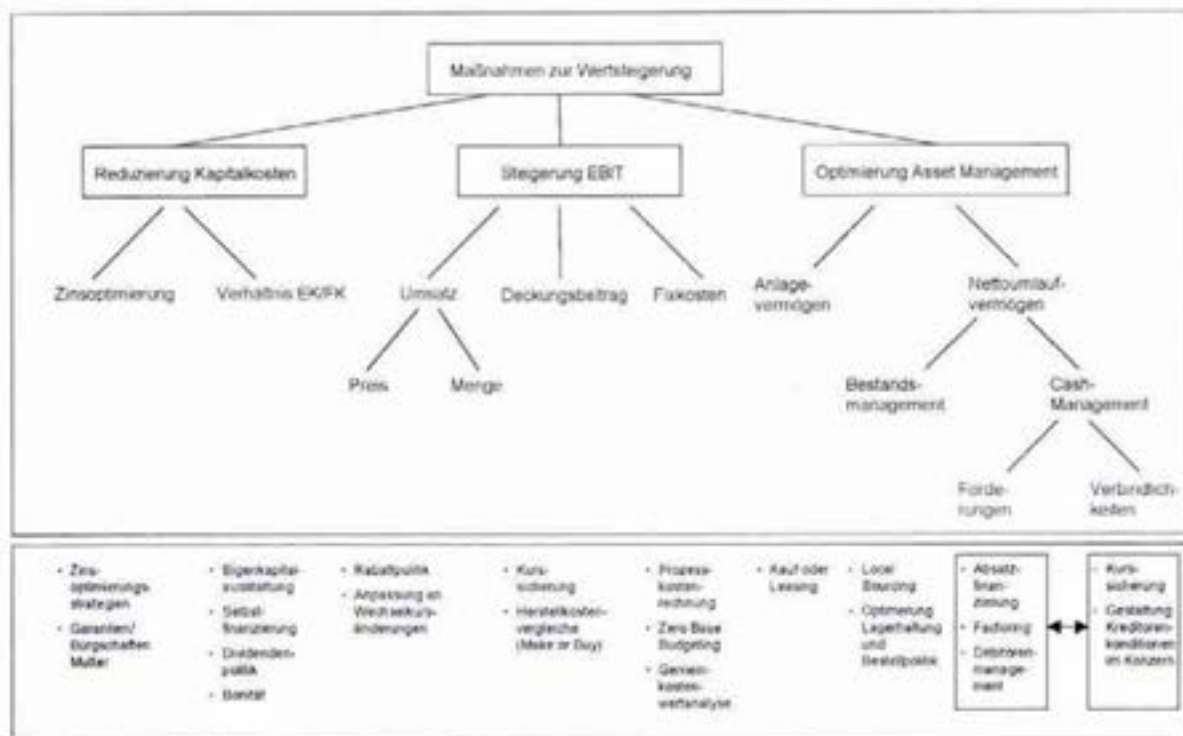 Maßnahmen zur Wertsteigerung
Reduzierung Kapitalkosten
Steigerung EBIT
Optimierung Asset Management
Zinsoptimierung
Verhältnis EK/FK
Umsatz
Deckungsbeitrag
Fixkosten
Anlage-
vermögen
Nettoumlauf-
vermögen
Preis
Menge
Bestands-
management
Cash-
Management
Forde-
rungen
Verbindlich-
keiten
• Zins-
optimierungs-
strategien
• Garantien/
Bürgschaften
Mutter
• Eigenkapital-
ausstattung
• Selbst-
finanzierung
• Dividenden-
politik
• Bonität
• Rabattpolitik
• Anpassung an
Wechselkurs-
änderungen
• Kurs-
sicherung
• Herstellkosten-
vergleiche
(Make or Buy)
• Prozess-
kosten-
rechnung
• Zero Base
Budgeting
• Gemein-
kosten-
wertanalyse
• Kauf oder
Leasing
• Local
Sourcing
• Optimierung
Lagerhaltung
und
Bestellpolitik
• Absatz-
finan-
zierung
• Factoring
• Debitoren-
manage-
ment
• Kurs-
sicherung
• Gestaltung
Kreditoren-
konditionen
im Konzern